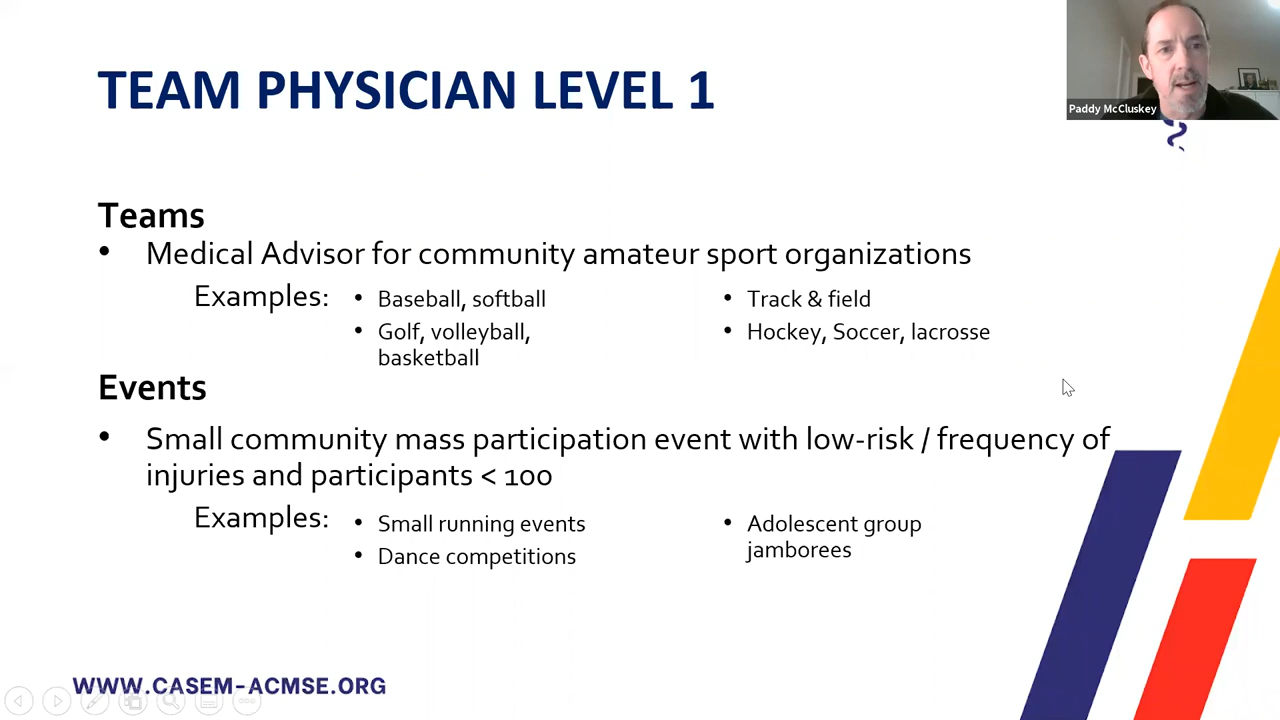 TEAM PHYSICIAN LEVEL 1
Paddy McCluskey
Teams
• Medical Advisor for community amateur sport organizations
Examples:
• Baseball, softball
• Golf, volleyball,
basketball
• Track & field
• Hockey, Soccer, lacrosse
Events
• Small community mass participation event with low-risk / frequency of
injuries and participants < 100
Examples:
• Small running events
• Dance competitions
• Adolescent group
jamborees
WWW.CASEM-ACMSE.ORG